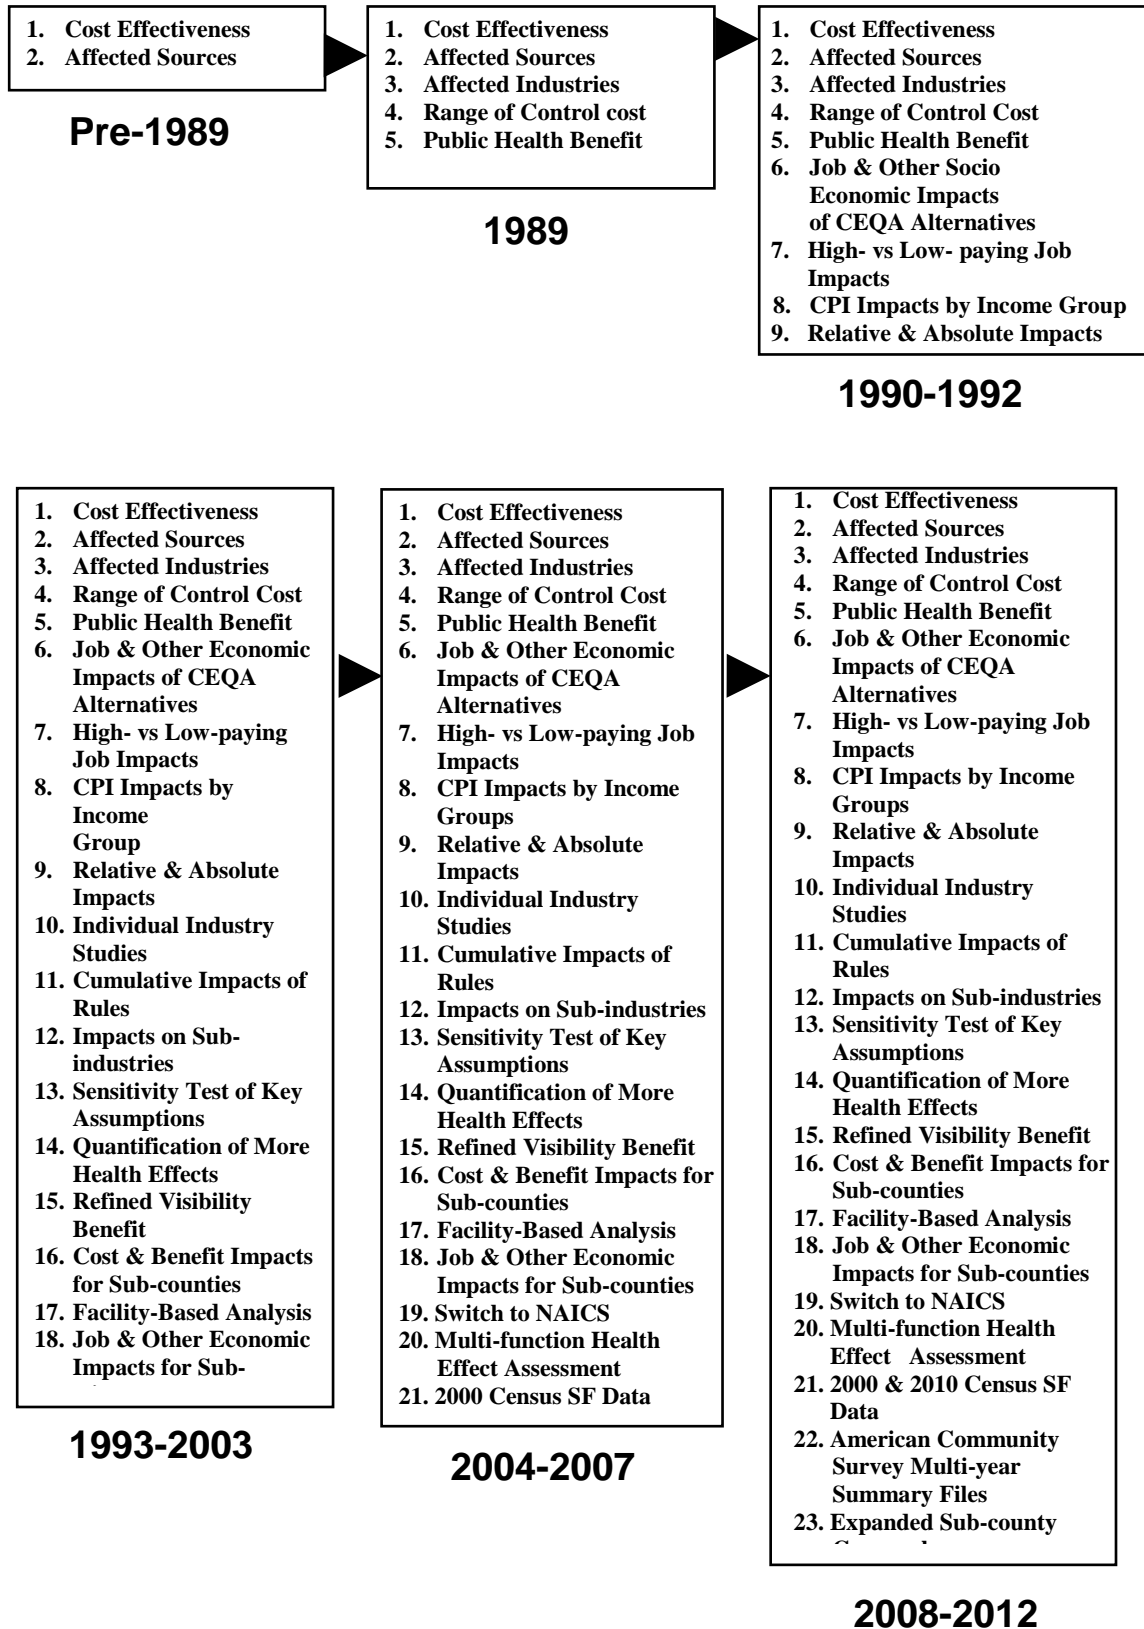 1. Cost Effectiveness
2. Affected Sources
Pre-1989
1. Cost Effectiveness
2. Affected Sources
3. Affected Industries
4. Range of Control cost
5. Public Health Benefit
1989
1. Cost Effectiveness
2. Affected Sources
3. Affected Industries
4. Range of Control Cost
5. Public Health Benefit
6. Job & Other Socio
Economic Impacts
of CEQA Alternatives
7. High- vs Low- paying Job
Impacts
8. CPI Impacts by Income Group
9. Relative & Absolute Impacts
1990-1992
1. Cost Effectiveness
2. Affected Sources
3. Affected Industries
4. Range of Control Cost
5. Public Health Benefit
6. Job & Other Economic
Impacts of CEQA
Alternatives
7. High- vs Low-paying
Job Impacts
8. CPI Impacts by
Income
Group
9. Relative & Absolute
Impacts
10. Individual Industry
Studies
11. Cumulative Impacts of
Rules
12. Impacts on Sub-
industries
13. Sensitivity Test of Key
Assumptions
14. Quantification of More
Health Effects
15. Refined Visibility
Benefit
16. Cost & Benefit Impacts
for Sub-counties
17. Facility-Based Analysis
18. Job & Other Economic
Impacts for Sub-
1993-2003
1. Cost Effectiveness
2. Affected Sources
3. Affected Industries
4. Range of Control Cost
5. Public Health Benefit
6. Job & Other Economic
Impacts of CEQA
Alternatives
7. High- vs Low-paying Job
Impacts
8. CPI Impacts by Income
Groups
9. Relative & Absolute
Impacts
10. Individual Industry
Studies
11. Cumulative Impacts of
Rules
12. Impacts on Sub-industries
13. Sensitivity Test of Key
Assumptions
14. Quantification of More
Health Effects
15. Refined Visibility Benefit
16. Cost & Benefit Impacts for
Sub-counties
17. Facility-Based Analysis
18. Job & Other Economic
Impacts for Sub-counties
19. Switch to NAICS
20. Multi-function Health
Effect Assessment
21. 2000 Census SF Data
2004-2007
1. Cost Effectiveness
2. Affected Sources
3. Affected Industries
4. Range of Control Cost
5. Public Health Benefit
6. Job & Other Economic
Impacts of CEQA
Alternatives
7. High- vs Low-paying Job
Impacts
8. CPI Impacts by Income
Groups
9. Relative & Absolute
Impacts
10. Individual Industry
Studies
11. Cumulative Impacts of
Rules
12. Impacts on Sub-industries
13. Sensitivity Test of Key
Assumptions
14. Quantification of More
Health Effects
15. Refined Visibility Benefit
16. Cost & Benefit Impacts for
Sub-counties
17. Facility-Based Analysis
18. Job & Other Economic
Impacts for Sub-counties
19. Switch to NAICS
20. Multi-function Health
Effect Assessment
21. 2000 & 2010 Census SF
Data
22. American Community
Survey Multi-year
Summary Files
23. Expanded Sub-county
2008-2012